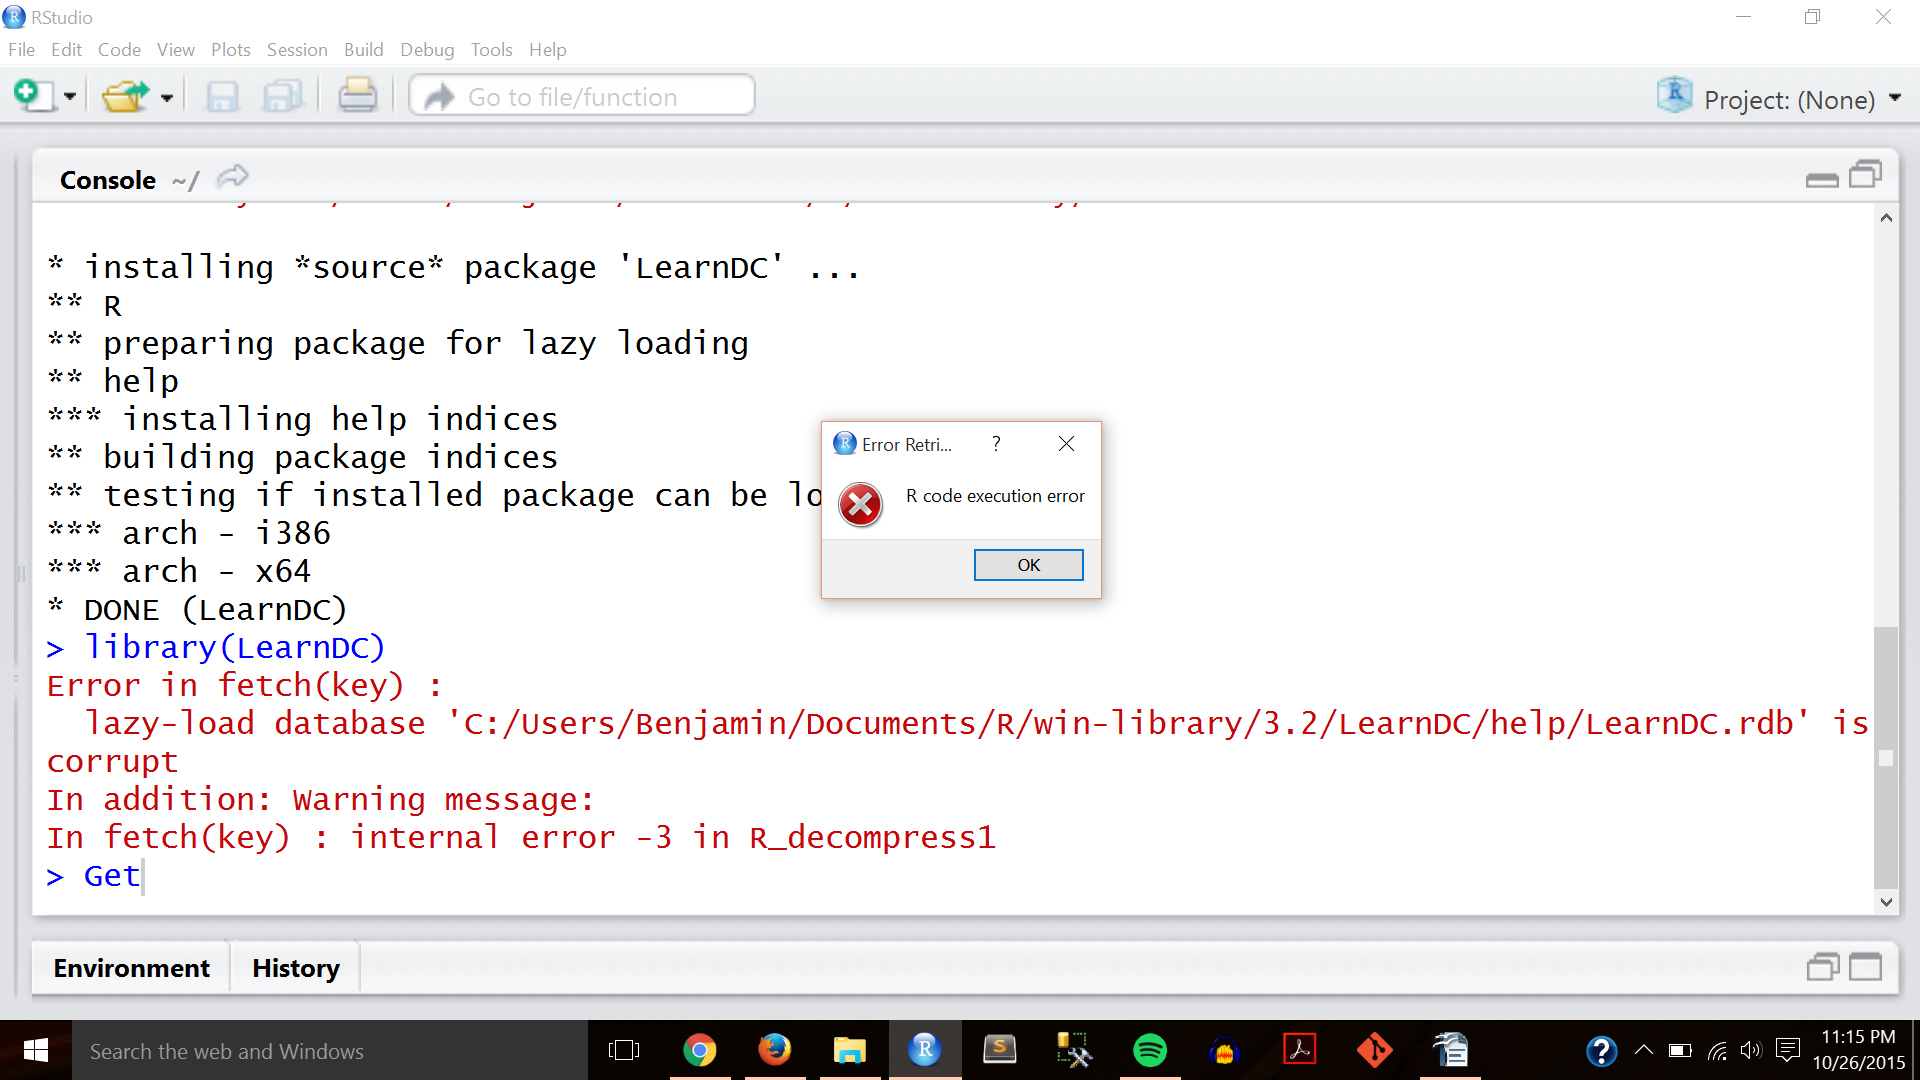 RStudio
File Edit Code View Plots Session Build Debug Tools Help
Go to file/function
Project: (None)
Console ~/
* installing *source* package 'LearnDC' ...
** R
** preparing package for lazy loading
** help
*** installing help indices
** building package indices
** testing if installed package can be lo
*** arch - i386
*** arch - x64
* DONE (LearnDC)
> library(LearnDC)
Error in fetch(key) :
lazy-load database 'C:/Users/Benjamin/Documents/R/win-library/3.2/LearnDC/help/LearnDC.rdb' is
corrupt
In addition: Warning message:
In fetch(key) : internal error -3 in R_decompress1
> Get
Error Retri... ?
R code execution error
OK
Environment History
Search the web and Windows
11:15 PM
10/26/2015